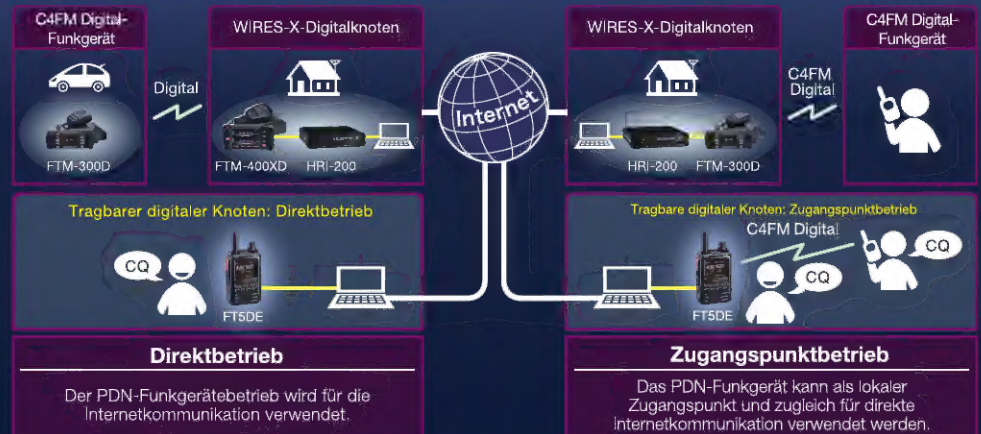 C4FM Digital-
Funkgerät
WIRES-X-Digitalknoten
Digital
FTM-300D
FTM-400XD HRI-200
Internet
WIRES-X-Digitalknoten
C4FM Digital-
Funkgerät
C4FM
Digital
HRI-200 FTM-300D
Tragbarer digitaler Knoten: Direktbetrieb
CQ
FT5DE
Tragbare digitaler Knoten: Zugangspunktbetrieb
C4FM Digital
CQ
CQ
FT5DE
Direktbetrieb
Der PDN-Funkgerätebetrieb wird für die
Internetkommunikation verwendet.
Zugangspunktbetrieb
Das PDN-Funkgerät kann als lokaler
Zugangspunkt und zugleich für direkte
Internetkommunikation verwendet werden.